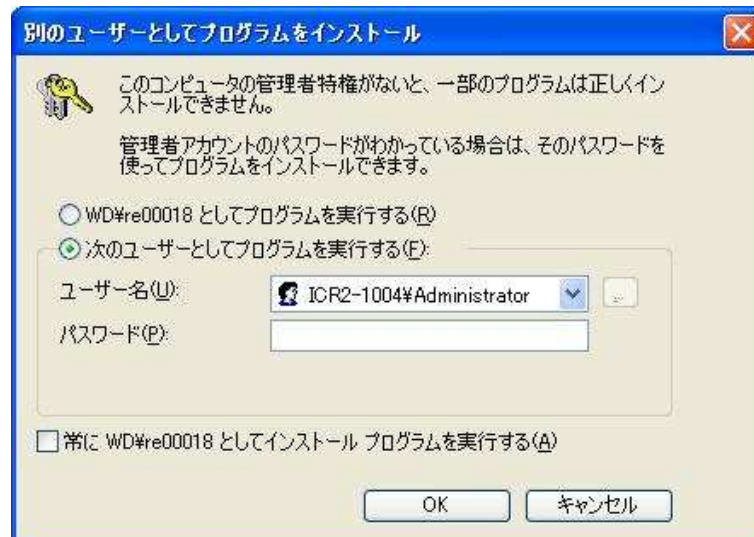 別のユーザーとしてプログラムをインストール
このコンピュータの管理者特権がないと、一部のプログラムは正しくイン
ストールできません。
管理者アカウントのパスワードがわかっている場合は、そのパスワードを
使ってプログラムをインストールできます。
WD¥re00018 としてプログラムを実行する(R)
次のユーザーとしてプログラムを実行する(F):
ユーザー名(U):
ICR2-1004¥Administrator
...
パスワード(P):
常に WD¥re00018 としてインストール プログラムを実行する(A)
OK
キャンセル